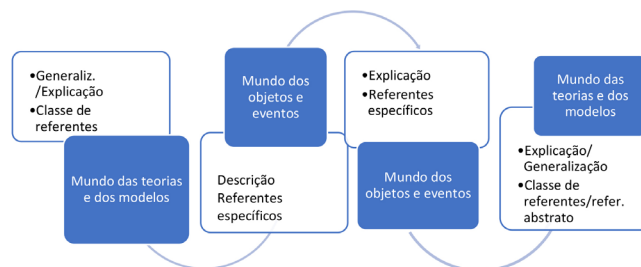 •Generaliz.
/Explicação
•Classe de
referentes
Mundo das teorias
e dos modelos
Mundo dos
objetos e
eventos
Descrição
Referentes
específicos
•Explicação
•Referentes
específicos
Mundo dos
objetos e eventos
Mundo das
teorias e dos
modelos
•Explicação/
Generalização
•Classe de
referentes/refer.
abstrato